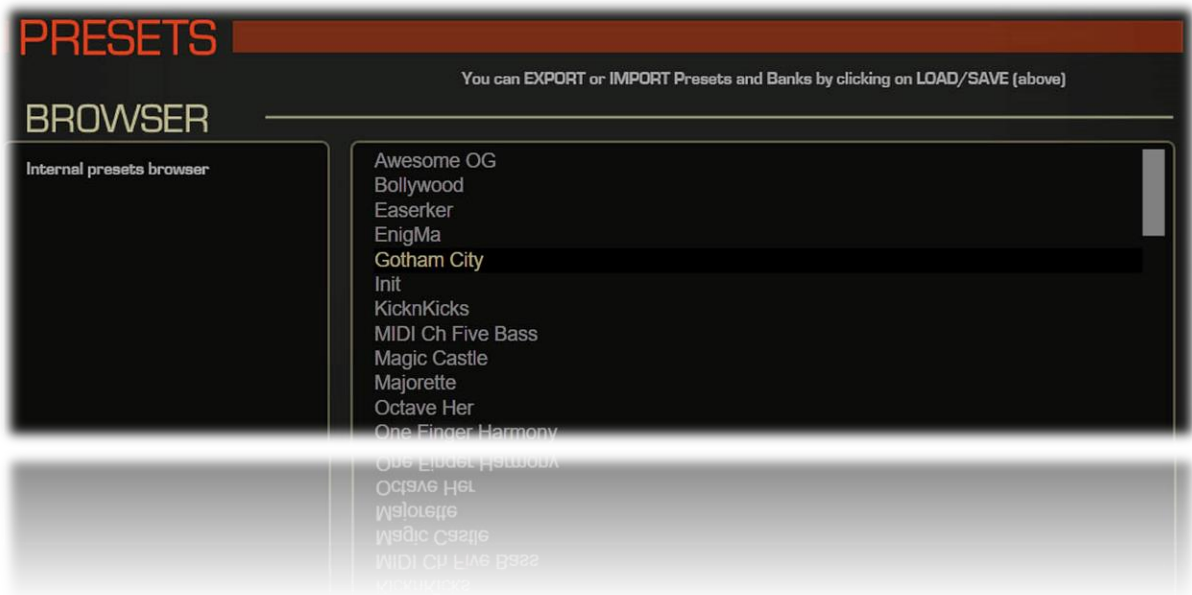 PRESETS
You can EXPORT or IMPORT Presets and Banks by clicking on LOAD/SAVE (above)
BROWSER
Internal presets browser
Awesome OG
Bollywood
Easerker
EnigMa
Gotham City
Init
KicknKicks
MIDI Ch Five Bass
Magic Castle
Majorette
Octave Her
One Finger Harmony